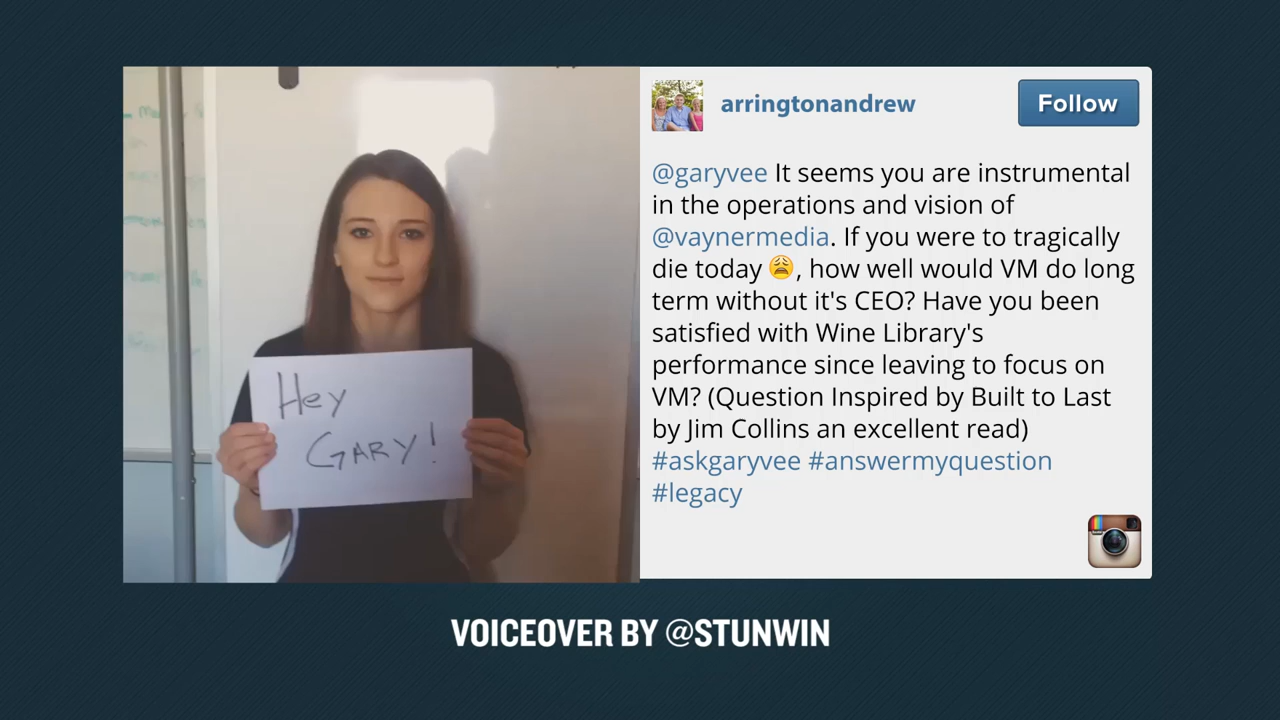 Hey
GARY!
arringtonandrew
Follow
@garyvee It seems you are instrumental
in the operations and vision of
@vaynermedia. If you were to tragically
die today 😩, how well would VM do long
term without it's CEO? Have you been
satisfied with Wine Library's
performance since leaving to focus on
VM? (Question Inspired by Built to Last
by Jim Collins an excellent read)
#askgaryvee #answermyquestion
#legacy
VOICEOVER BY @STUNWIN